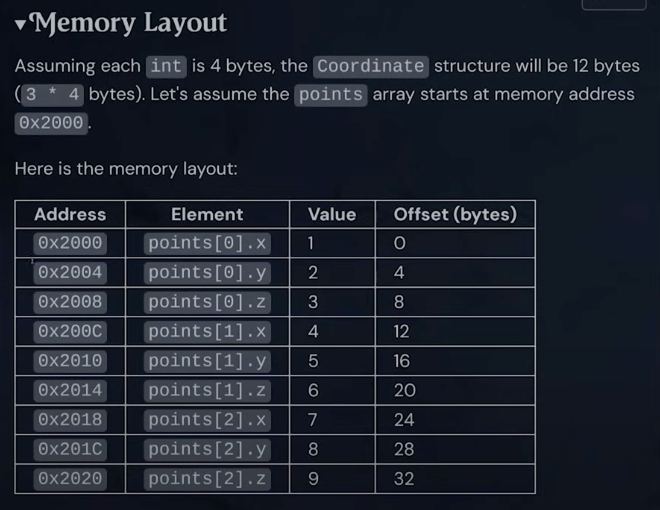 ▾Memory Layout
Assuming each int is 4 bytes, the Coordinate structure will be 12 bytes
(3 * 4 bytes). Let's assume the points array starts at memory address
0x2000.
Here is the memory layout:
Address Element Value Offset (bytes)
0x2000 points[0].x 1 0
0x2004 points[0].y 2 4
0x2008 points[0].z 3 8
0x200C points[1].x 4 12
0x2010 points[1].y 5 16
0x2014 points[1].z 6 20
0x2018 points[2].x 7 24
0x201C points[2].y 8 28
0x2020 points[2].z 9 32